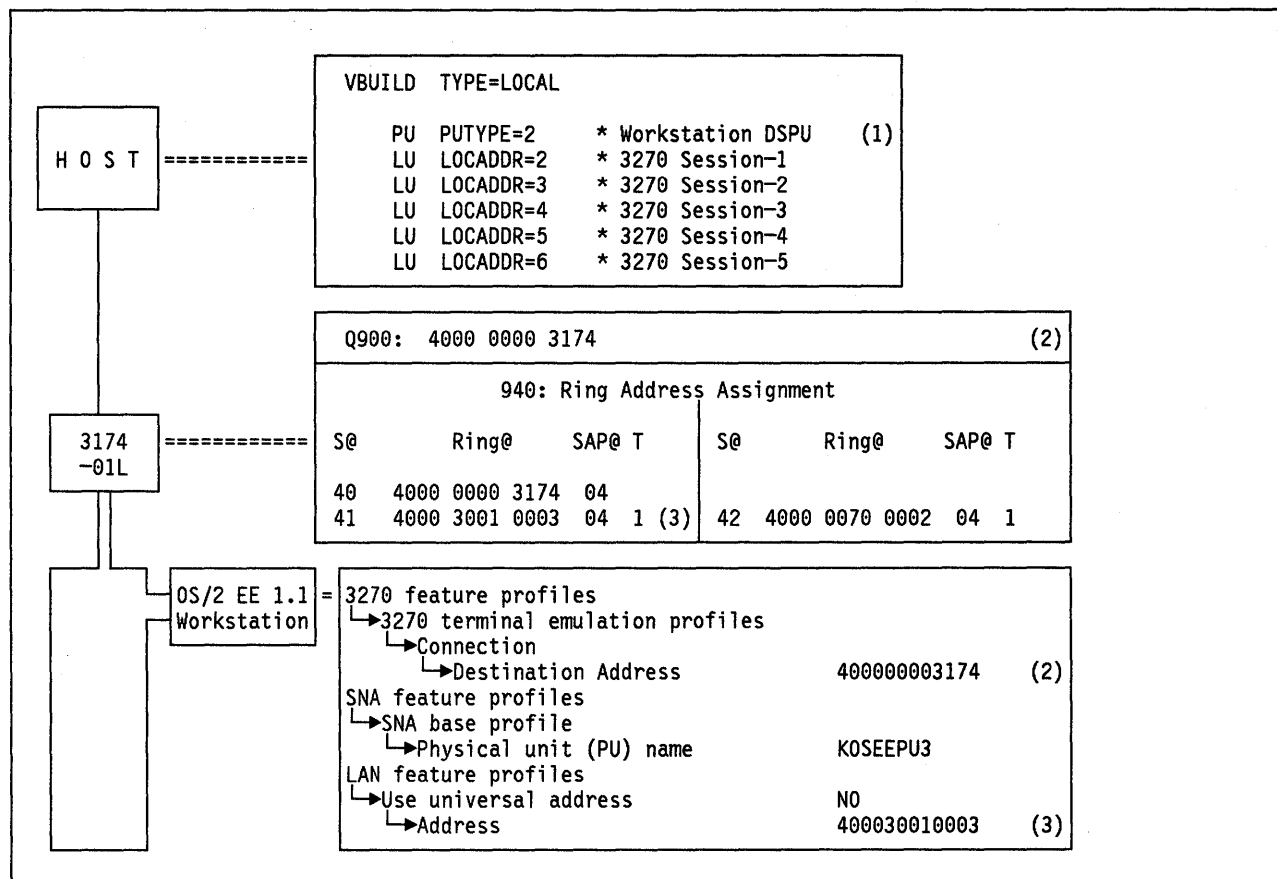 VBUILD TYPE=LOCAL
PU PUTYPE=2 * Workstation DSPU (1)
LU LOCADDR=2 * 3270 Session-1
LU LOCADDR=3 * 3270 Session-2
LU LOCADDR=4 * 3270 Session-3
LU LOCADDR=5 * 3270 Session-4
LU LOCADDR=6 * 3270 Session-5
H O S T ============
Q900: 4000 0000 3174 (2)
940: Ring Address Assignment
3174
-01L
============
S@ Ring@ SAP@ T S@ Ring@ SAP@ T
40 4000 0000 3174 04
41 4000 3001 0003 04 1 (3) 42 4000 0070 0002 04 1
OS/2 EE 1.1
Workstation
=
3270 feature profiles
3270 terminal emulation profiles
Connection
Destination Address 400000003174 (2)
SNA feature profiles
SNA base profile
Physical unit (PU) name KOSEEPU3
LAN feature profiles
Use universal address NO
Address 400030010003 (3)